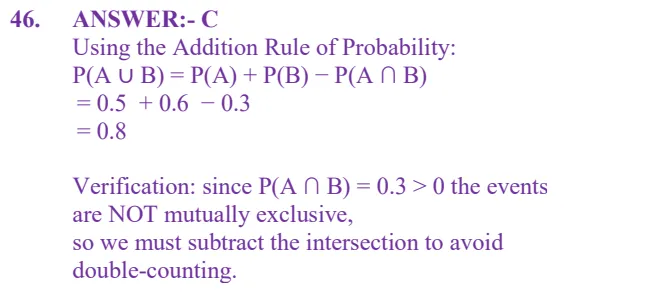 46. ANSWER:- C
Using the Addition Rule of Probability:
P(A ∪ B) = P(A) + P(B) − P(A ∩ B)
= 0.5 + 0.6 − 0.3
= 0.8
Verification: since P(A ∩ B) = 0.3 > 0 the events
are NOT mutually exclusive,
so we must subtract the intersection to avoid
double-counting.